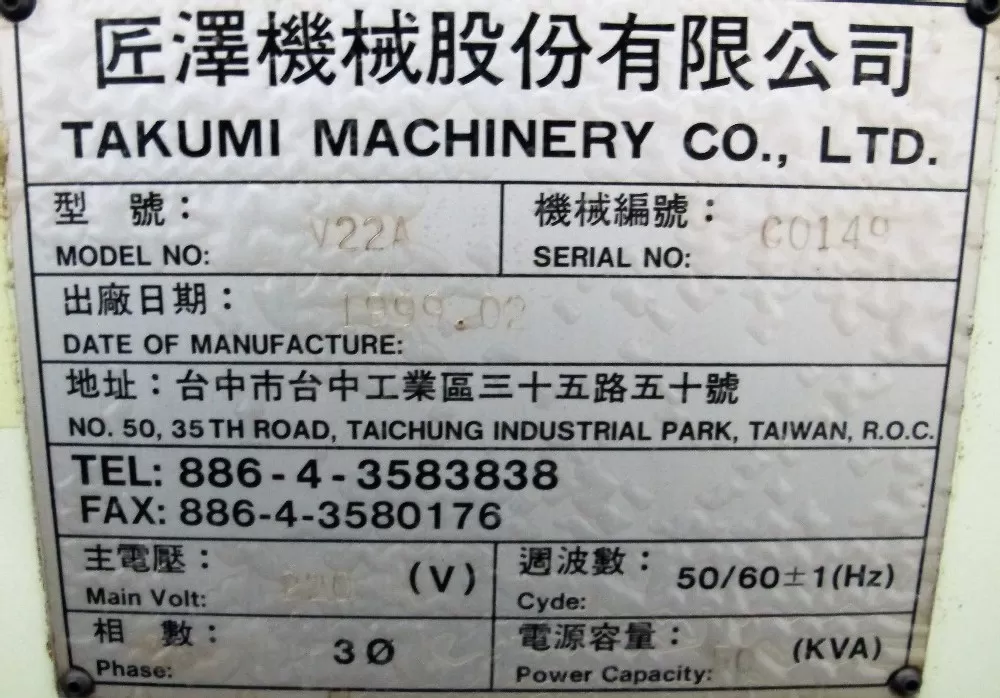 匠澤機械股份有限公司
TAKUMI MACHINERY CO., LTD.
型 號：
MODEL NO: V22A
機械編號：
SERIAL NO: C0149
出廠日期：
DATE OF MANUFACTURE: 1999.02
地址：台中市台中工業區三十五路五十號
NO. 50, 35TH ROAD, TAICHUNG INDUSTRIAL PARK, TAIWAN, R.O.C.
TEL: 886-4-3583838
FAX: 886-4-3580176
主電壓：
Main Volt: 220 (V)
週波數：
Cyde: 50/60±1(Hz)
相 數：
Phase: 3Ø
電源容量：
Power Capacity: (KVA)